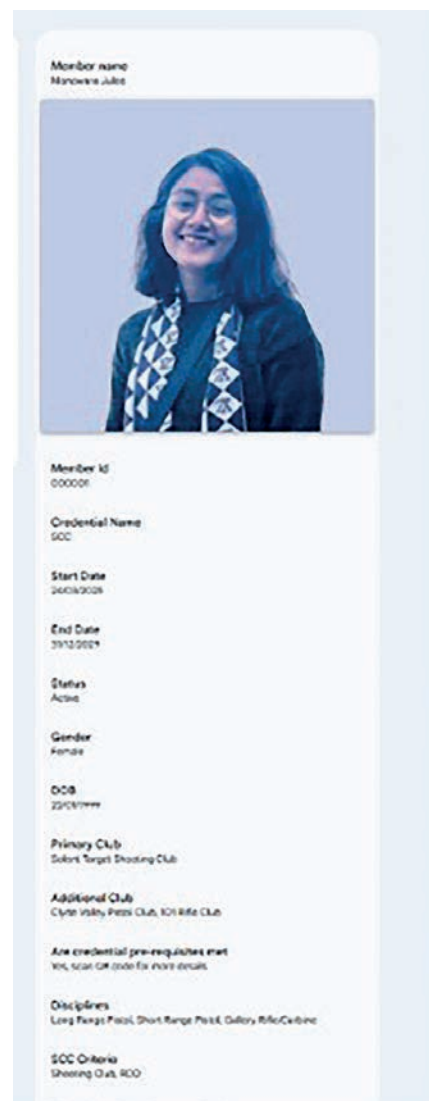 Member name
Member Id
000001
Credential Name
SCC
Start Date
End Date
Status
Active
Gender
Female
DOB
Primary Club
Solent Target Shooting Club
Additional Club
Clyde Valley Pistol Club, 101 Rifle Club
Are credential pre-requisites met
Yes, scan QR code for more details
Disciplines
Long Range Pistol, Short Range Pistol, Gallery Rifle/Carbine
SCC Criteria
Shooting Club, RCO